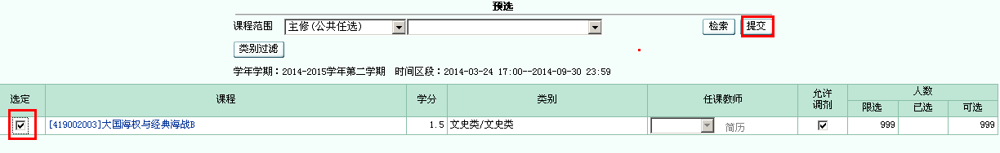 预选
课程范围 主修(公共任选) 检索 提交
类别过滤
学年学期：2014-2015学年第二学期 时间区段：2014-03-24 17:00--2014-09-30 23:59
选定 课程 学分 类别 任课教师 允许调剂 人数
限选 已选 可选
[419002003]大国海权与经典海战B 1.5 文史类/文史类 简历 999 999